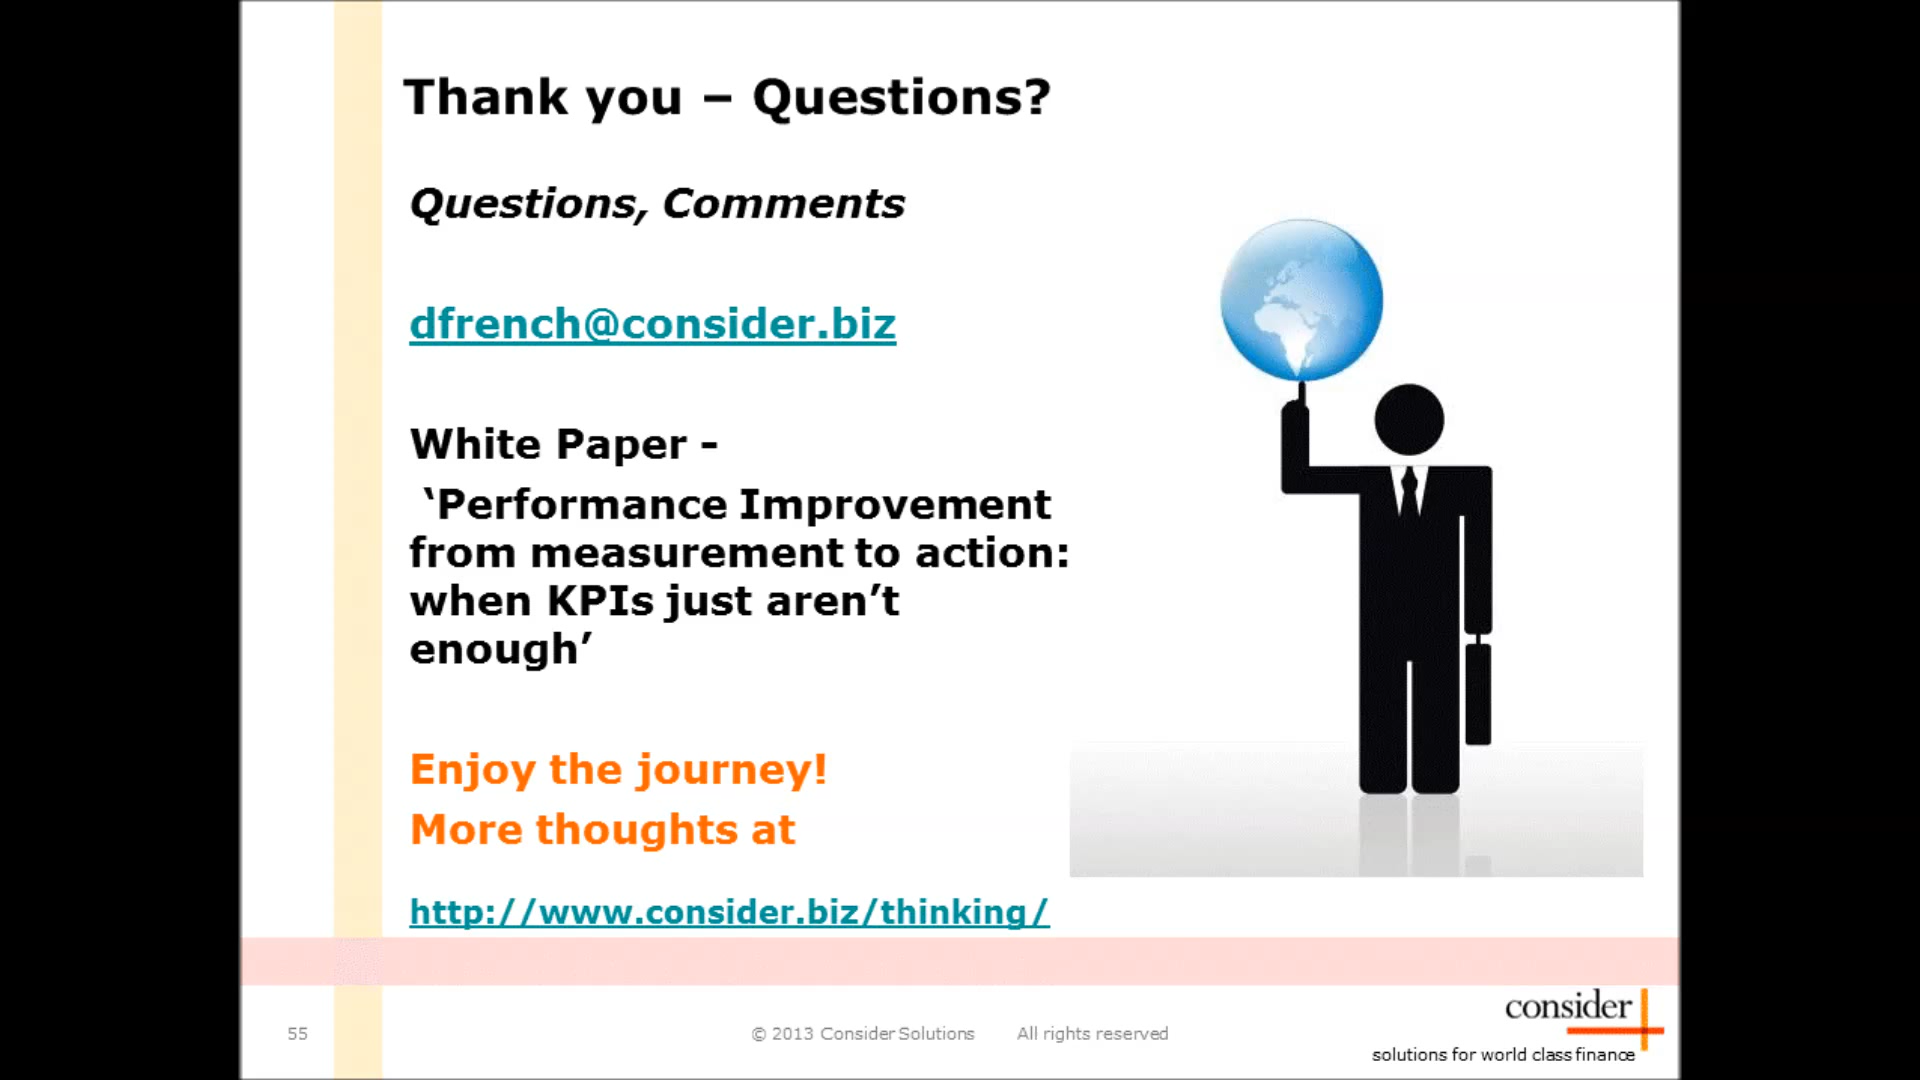 Thank you – Questions?
Questions, Comments
dfrench@consider.biz
White Paper -
‘Performance Improvement
from measurement to action:
when KPIs just aren’t
enough’
Enjoy the journey!
More thoughts at
http://www.consider.biz/thinking/
55
© 2013 Consider Solutions All rights reserved
consider
solutions for world class finance